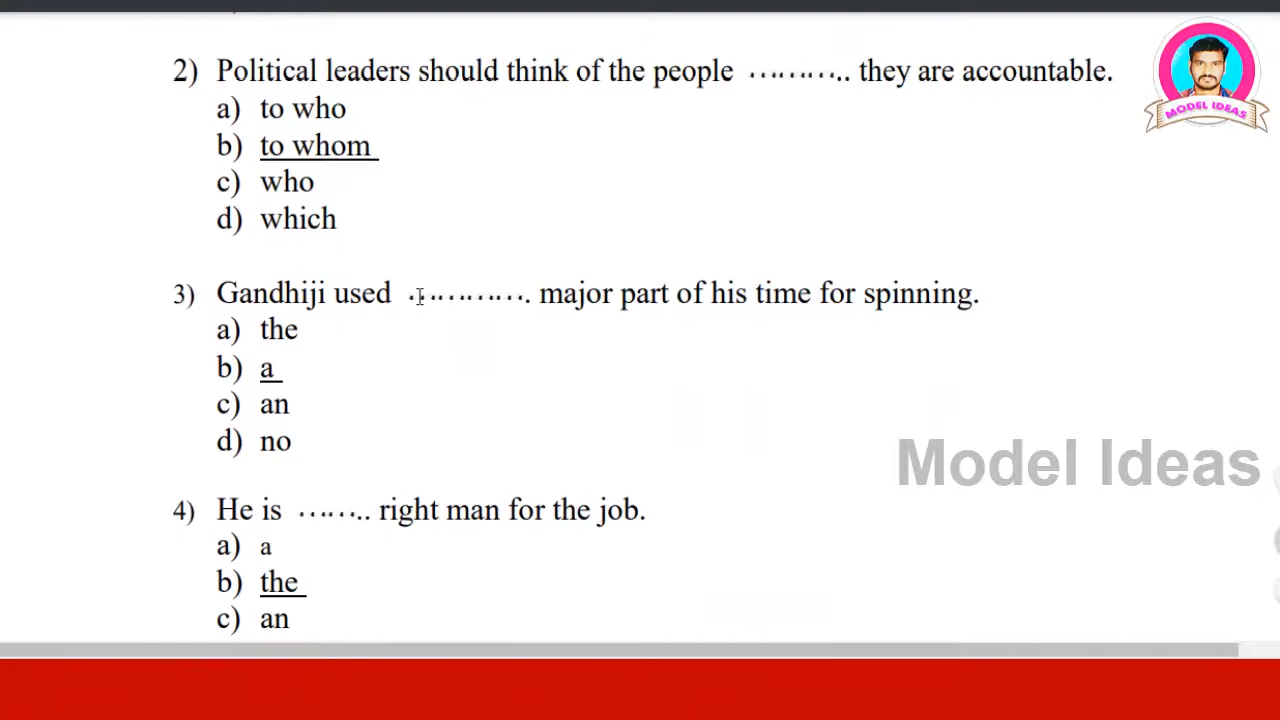 MODEL IDEAS
2) Political leaders should think of the people ……….. they are accountable.
a) to who
b) to whom
c) who
d) which
3) Gandhiji used …………. major part of his time for spinning.
a) the
b) a
c) an
d) no
Model Ideas
4) He is …….. right man for the job.
a) a
b) the
c) an